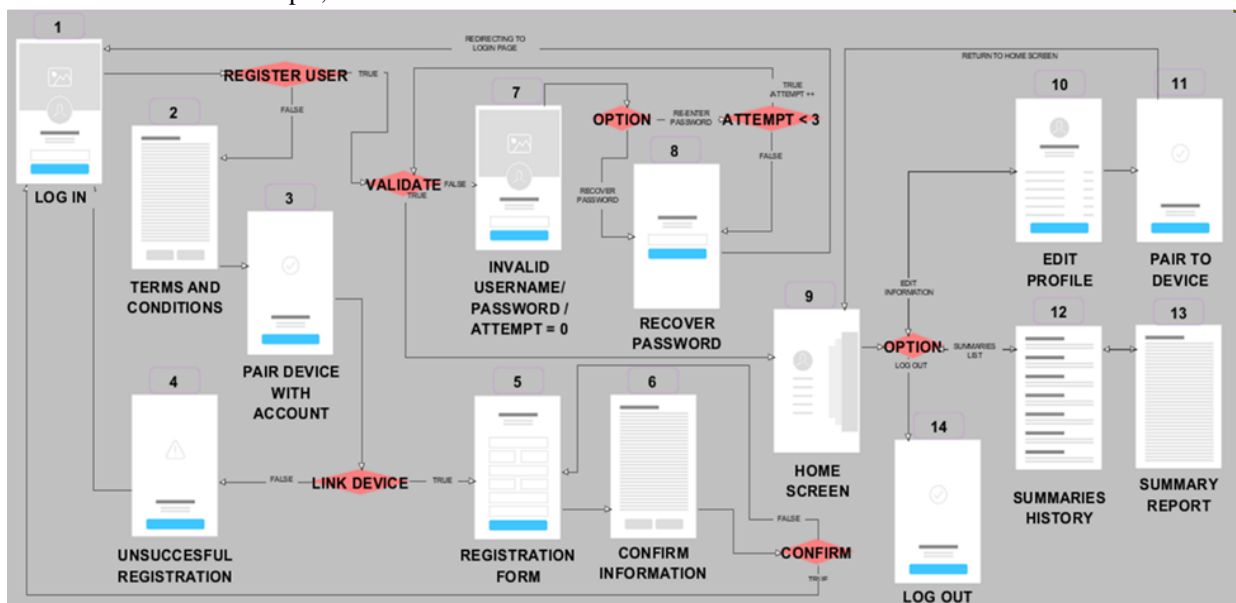 1
REDIRECTING TO
LOGIN PAGE
RETURN TO HOME SCREEN
REGISTER USER
TRUE
FALSE
2
7
OPTION
RE-ENTER
PASSWORD
TRUE
ATTEMPT ++
ATTEMPT < 3
FALSE
10
11
8
LOG IN
VALIDATE
TRUE
FALSE
RECOVER
PASSWORD
3
TERMS AND
CONDITIONS
INVALID
USERNAME/
PASSWORD /
ATTEMPT = 0
RECOVER
PASSWORD
EDIT
PROFILE
PAIR TO
DEVICE
9
EDIT
INFORMATION
12
13
OPTION
SUMMARIES
LIST
LOG OUT
PAIR DEVICE
WITH
ACCOUNT
4
5
6
14
LINK DEVICE
FALSE
TRUE
HOME
SCREEN
SUMMARIES
HISTORY
SUMMARY
REPORT
FALSE
UNSUCCESFUL
REGISTRATION
REGISTRATION
FORM
CONFIRM
INFORMATION
CONFIRM
TRUE
LOG OUT